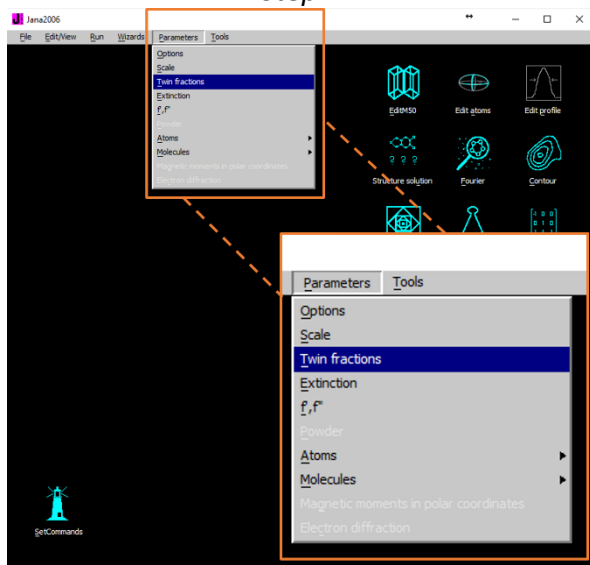 Step
Jana2006
File Edit/View Run Wizards Parameters Tools
Options
Scale
Twin fractions
Extinction
f',f"
Powder
Atoms
Molecules
Magnetic moments in polar coordinates
Electron diffraction
EditM50 Edit atoms Edit profile
? ? ?
Structure solution Fourier Contour
Parameters Tools
Options
Scale
Twin fractions
Extinction
f',f"
Powder
Atoms
Molecules
Magnetic moments in polar coordinates
Electron diffraction
SetCommands